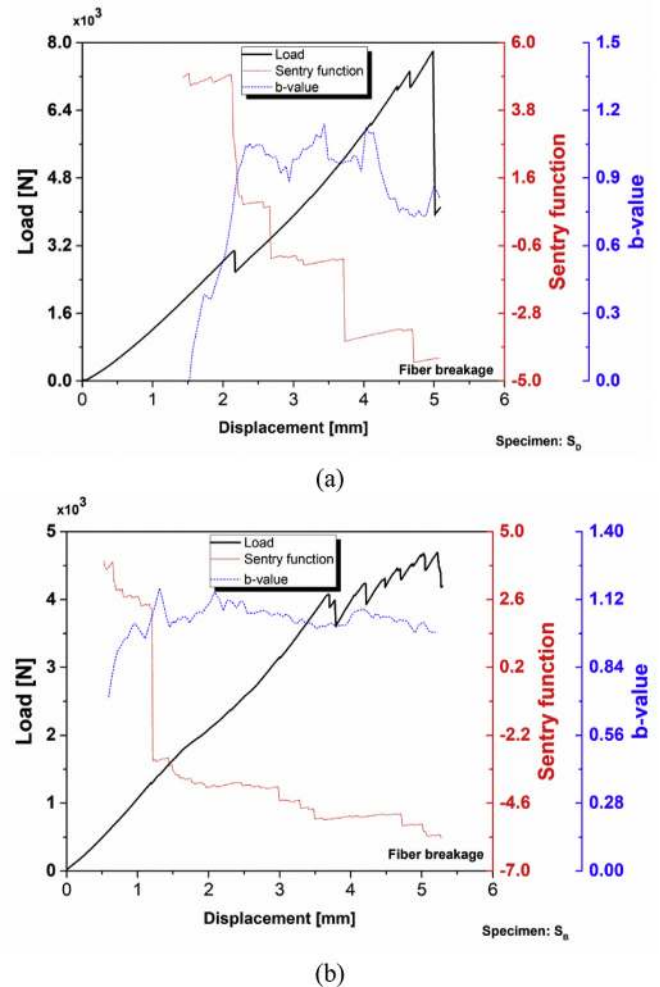 x10³
8.0
6.4
4.8
3.2
1.6
0.0
Load [N]
Load
Sentry function
b-value
6.0
4.8
1.6
-0.6
-2.8
-5.0
Sentry function
1.5
1.2
0.9
0.6
0.3
0.0
b-value
Fiber breakage
0 1 2 3 4 5 6
Displacement [mm]
Specimen: S_D
(a)
x10³
5
4
3
2
1
0
Load [N]
Load
Sentry function
b-value
5.0
2.6
0.2
-2.2
-4.6
-7.0
Sentry function
1.40
1.12
0.84
0.56
0.28
0.00
b-value
Fiber breakage
0 1 2 3 4 5 6
Displacement [mm]
Specimen: S_B
(b)